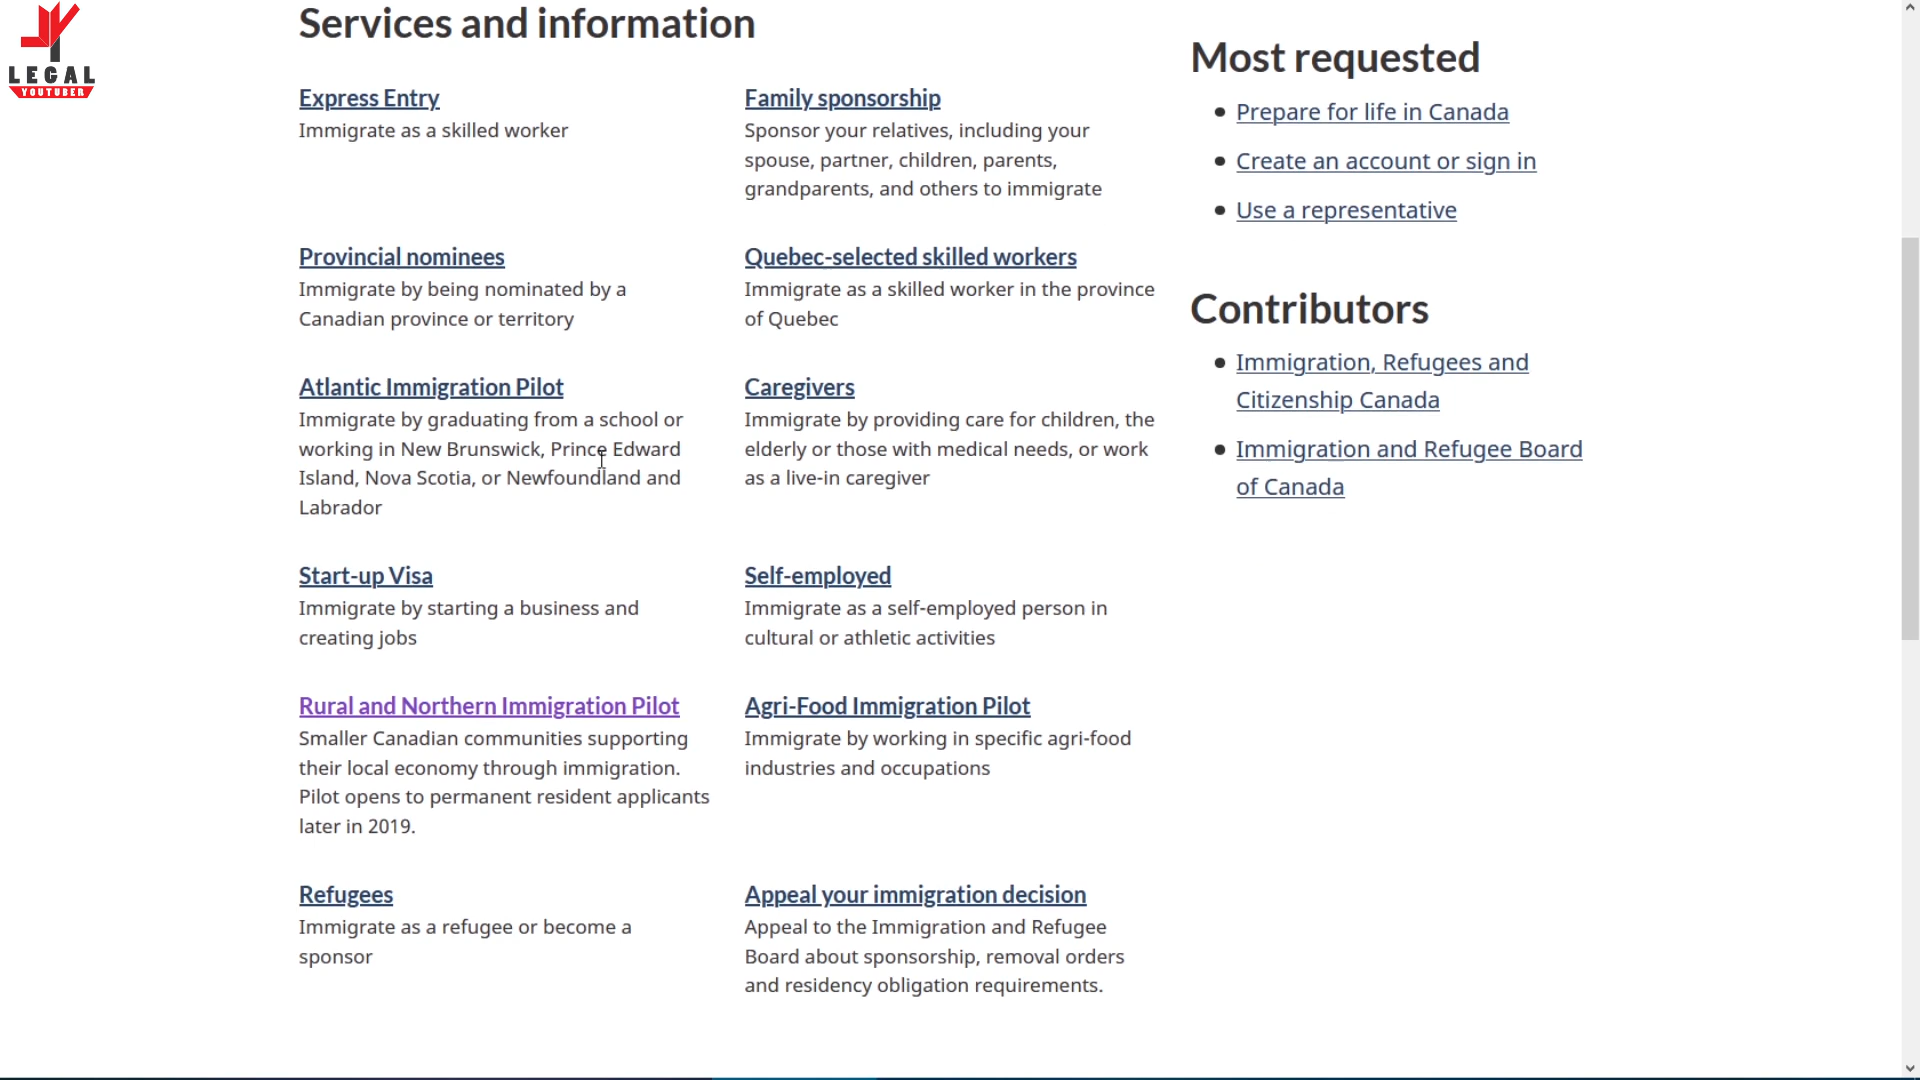 LEGAL
YOUTUBER
Services and information
Express Entry
Immigrate as a skilled worker
Family sponsorship
Sponsor your relatives, including your
spouse, partner, children, parents,
grandparents, and others to immigrate
Provincial nominees
Immigrate by being nominated by a
Canadian province or territory
Quebec-selected skilled workers
Immigrate as a skilled worker in the province
of Quebec
Atlantic Immigration Pilot
Immigrate by graduating from a school or
working in New Brunswick, Prince Edward
Island, Nova Scotia, or Newfoundland and
Labrador
Caregivers
Immigrate by providing care for children, the
elderly or those with medical needs, or work
as a live-in caregiver
Start-up Visa
Immigrate by starting a business and
creating jobs
Self-employed
Immigrate as a self-employed person in
cultural or athletic activities
Rural and Northern Immigration Pilot
Smaller Canadian communities supporting
their local economy through immigration.
Pilot opens to permanent resident applicants
later in 2019.
Agri-Food Immigration Pilot
Immigrate by working in specific agri-food
industries and occupations
Refugees
Immigrate as a refugee or become a
sponsor
Appeal your immigration decision
Appeal to the Immigration and Refugee
Board about sponsorship, removal orders
and residency obligation requirements.
Most requested
Prepare for life in Canada
Create an account or sign in
Use a representative
Contributors
Immigration, Refugees and
Citizenship Canada
Immigration and Refugee Board
of Canada